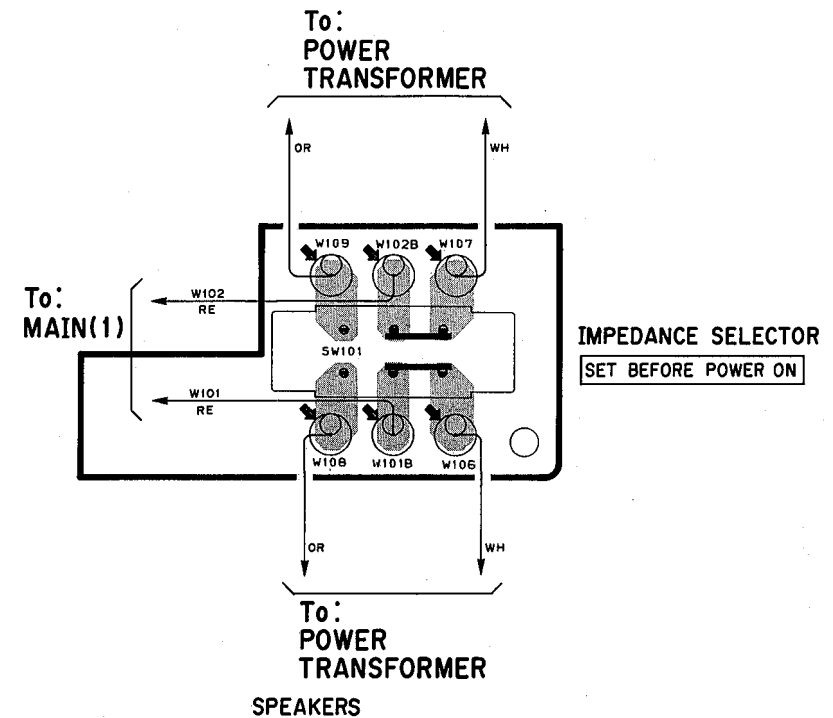 To:
POWER
TRANSFORMER
OR
WH
W109
W102B
W107
To:
MAIN(1)
W102
RE
SW101
IMPEDANCE SELECTOR
SET BEFORE POWER ON
W101
RE
W108
W101B
W106
OR
WH
To:
POWER
TRANSFORMER
SPEAKERS